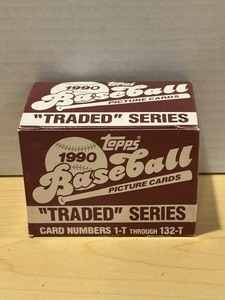 topps
1990
Baseball
PICTURE CARDS
"TRADED" SERIES
topps
1990
Baseball
PICTURE CARDS
"TRADED" SERIES
CARD NUMBERS 1-T THROUGH 132-T